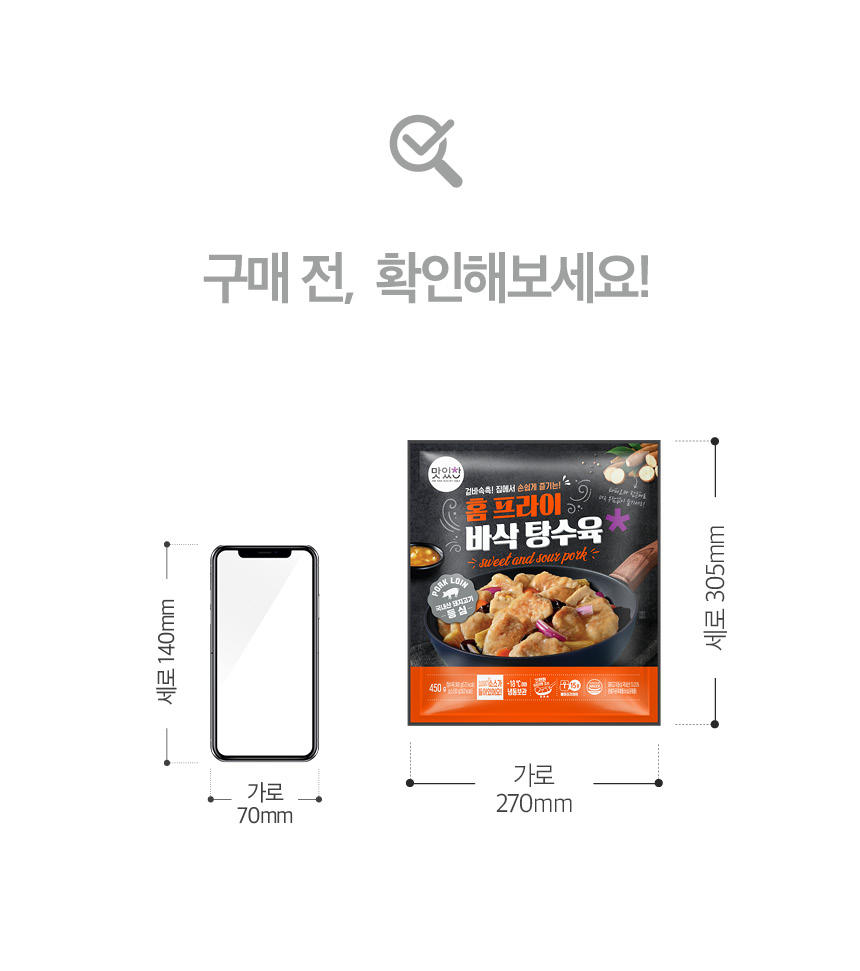 구매 전, 확인해보세요!
맛있찬
겉바속촉! 집에서 손쉽게 즐기는!
홈 프라이
바삭 탕수육
sweet and sour pork
PORK LOIN
국내산 돼지고기
등심
450 g
소스가
들어있어요!
-18℃ 이하
냉동보관
세로 140mm
가로
70mm
세로 305mm
가로
270mm